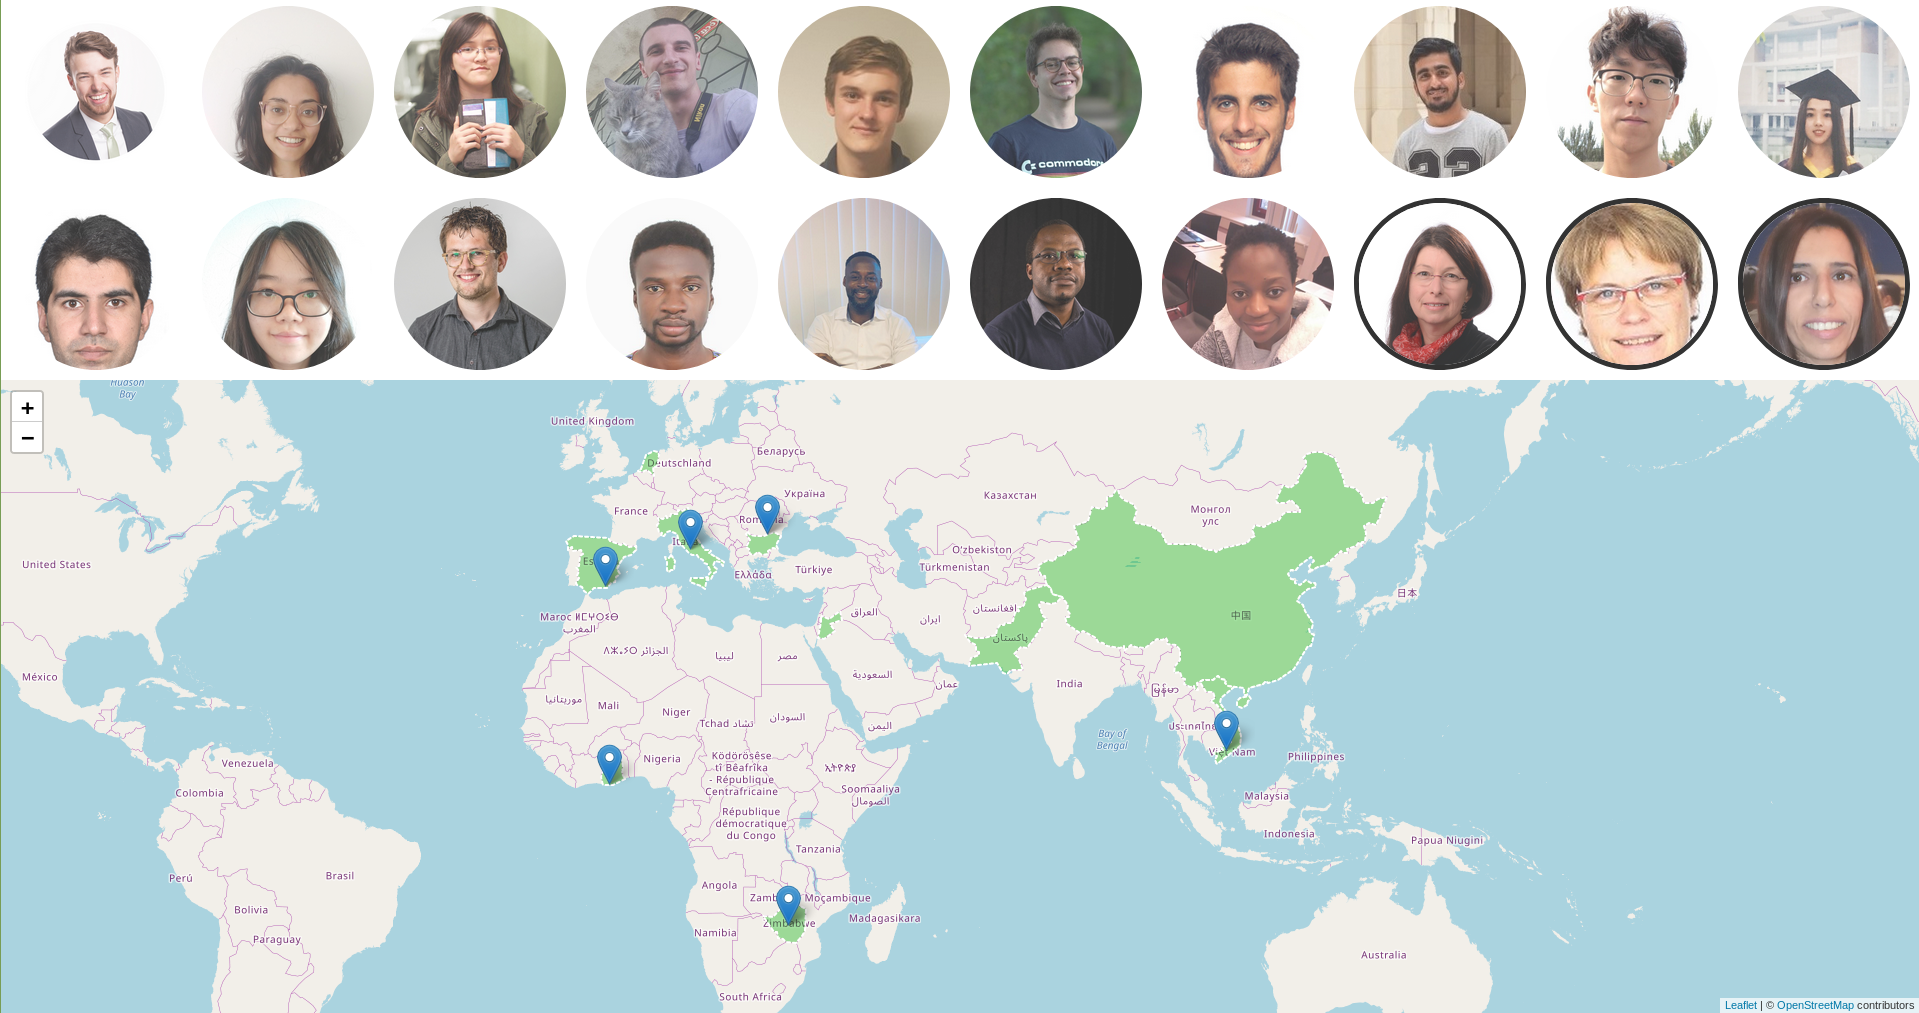 commodore
22
NIKON
+
−
Hudson
Bay
United Kingdom
Беларусь
Deutschland
Україна
Казахстан
Монгол
улс
France
România
Italia
United States
España
O'zbekiston
Türkmenistan
Türkiye
Ελλάδα
日本
Maroc ⵍⵎⵖⵔⵉⴱ
المغرب
العراق
ایران
افغانستان
中国
پاکستان
الجزائر
ليبيا
مصر
México
السعودية
عمان
India
မြန်မာ
موريتانيا
Mali
Niger
Tchad تشاد
السودان
اليمن
Bay of
Bengal
ประเทศไทย
Việt Nam
Philippines
Venezuela
Nigeria
Ködörösêse
tî Bêafrîka
- République
Centrafricaine
ኢትዮጵያ
Soomaaliya
الصومال
Colombia
Malaysia
Indonesia
République
démocratique
du Congo
Tanzania
Papua Niugini
Perú
Brasil
Angola
Zambia
Moçambique
Bolivia
Zimbabwe
Madagasikara
Namibia
Paraguay
Australia
South Africa
Leaflet | © OpenStreetMap contributors